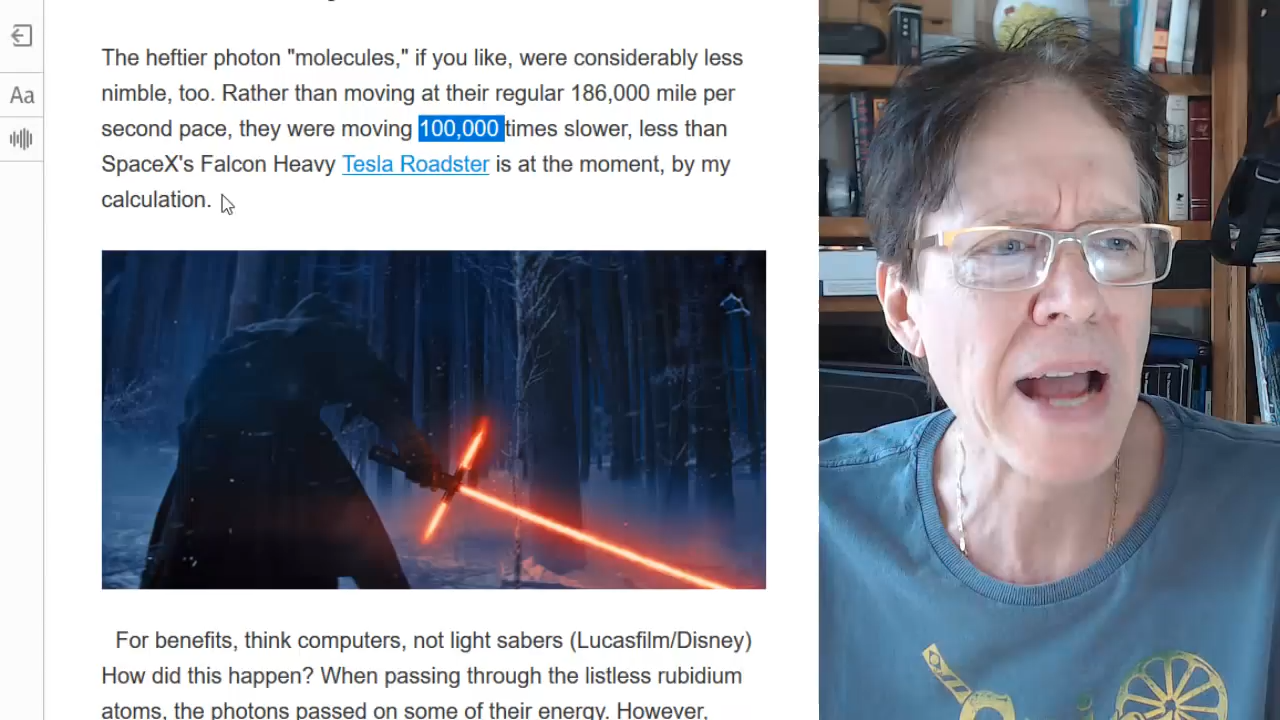 The heftier photon "molecules," if you like, were considerably less
nimble, too. Rather than moving at their regular 186,000 mile per
second pace, they were moving 100,000 times slower, less than
SpaceX's Falcon Heavy Tesla Roadster is at the moment, by my
calculation.
For benefits, think computers, not light sabers (Lucasfilm/Disney)
How did this happen? When passing through the listless rubidium
atoms, the photons passed on some of their energy. However,
Aa